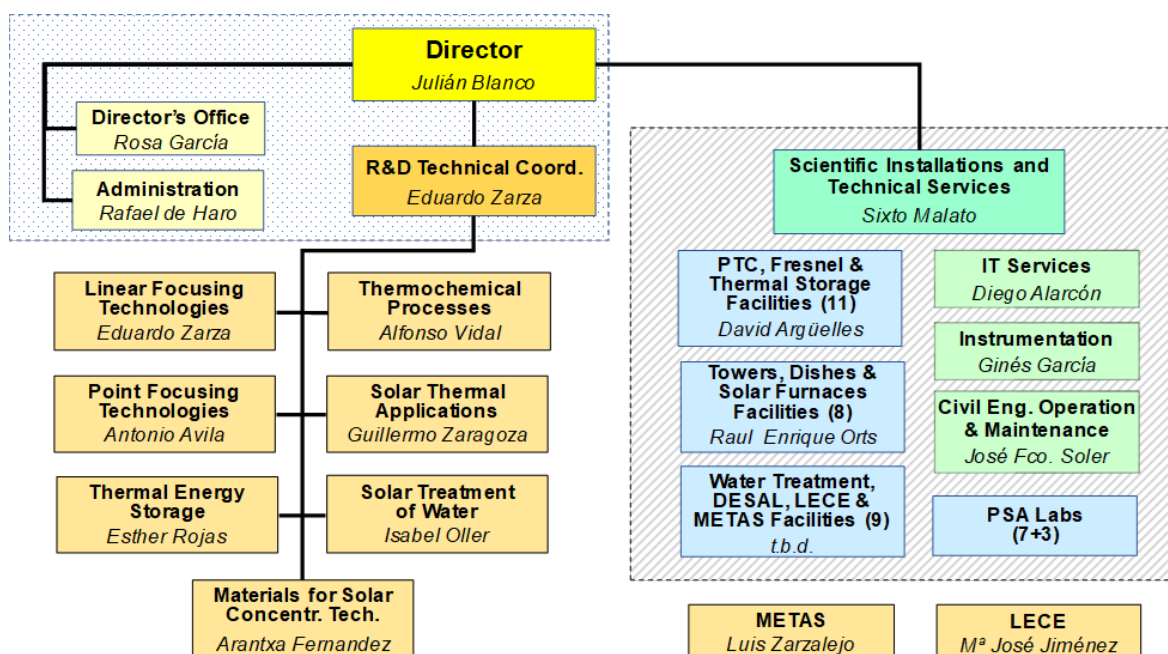 Director
Julián Blanco
Director's Office
Rosa García
Administration
Rafael de Haro
R&D Technical Coord.
Eduardo Zarza
Scientific Installations and
Technical Services
Sixto Malato
Linear Focusing
Technologies
Eduardo Zarza
Thermochemical
Processes
Alfonso Vidal
Point Focusing
Technologies
Antonio Avila
Solar Thermal
Applications
Guillermo Zaragoza
Thermal Energy
Storage
Esther Rojas
Solar Treatment
of Water
Isabel Oller
Materials for Solar
Concentr. Tech.
Arantxa Fernandez
PTC, Fresnel &
Thermal Storage
Facilities (11)
David Argüelles
Towers, Dishes &
Solar Furnaces
Facilities (8)
Raul Enrique Orts
Water Treatment,
DESAL, LECE &
METAS Facilities (9)
t.b.d.
IT Services
Diego Alarcón
Instrumentation
Ginés García
Civil Eng. Operation
& Maintenance
José Fco. Soler
PSA Labs
(7+3)
METAS
Luis Zarzalejo
LECE
Mª José Jiménez